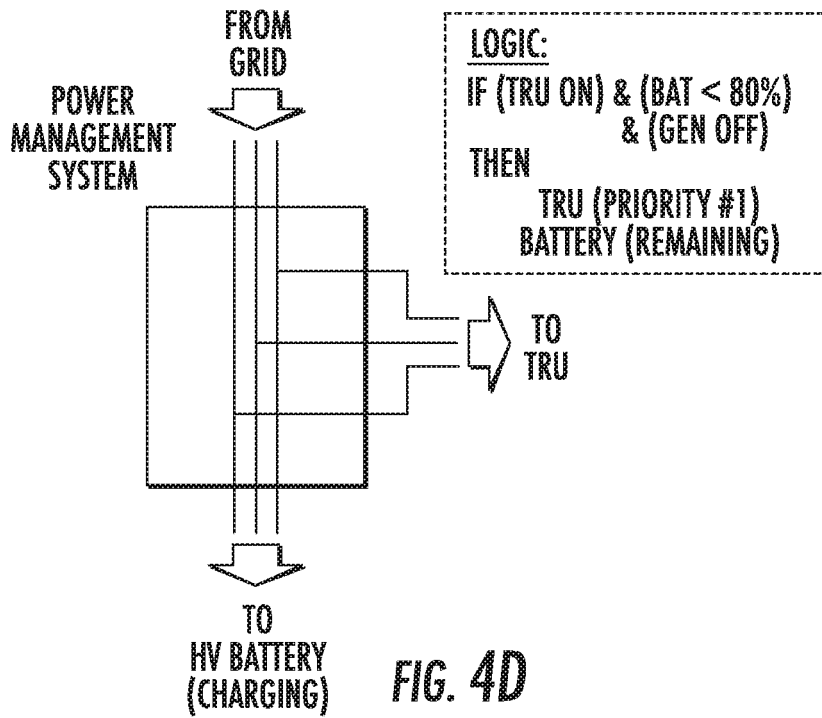 FROM
GRID
POWER
MANAGEMENT
SYSTEM
LOGIC:
IF (TRU ON) & (BAT < 80%)
& (GEN OFF)
THEN
TRU (PRIORITY #1)
BATTERY (REMAINING)
TO
TRU
TO
HV BATTERY
(CHARGING)
FIG. 4D